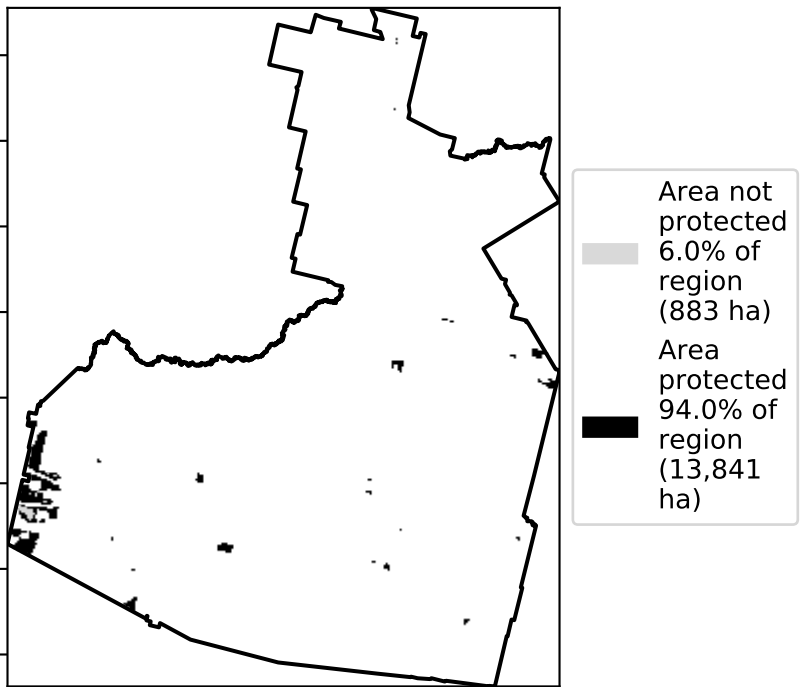 Area not
protected
6.0% of
region
(883 ha)
Area
protected
94.0% of
region
(13,841
ha)